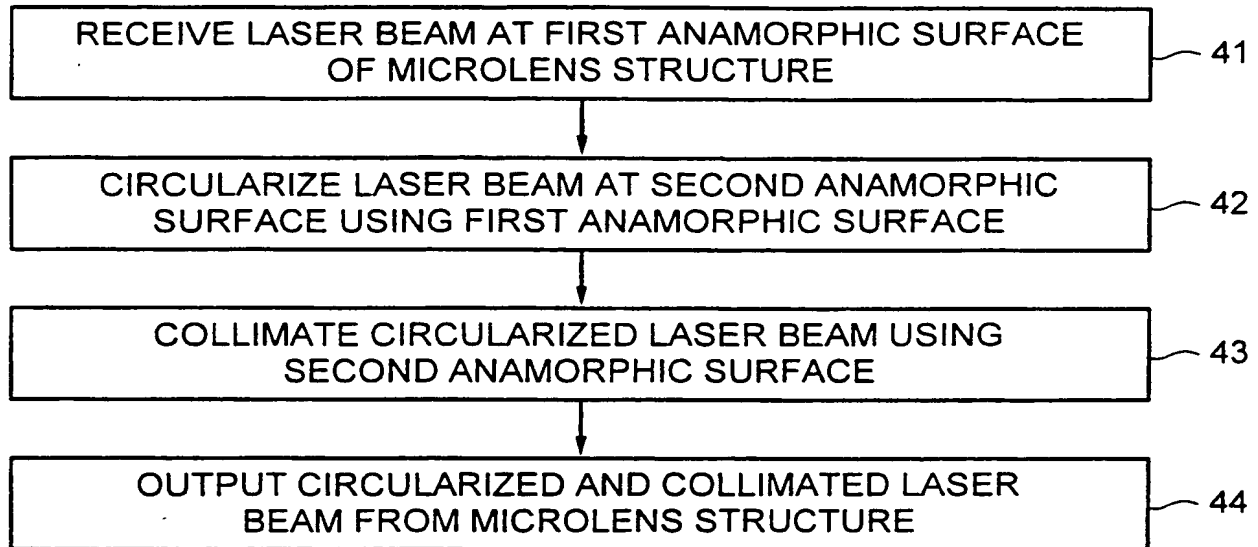 RECEIVE LASER BEAM AT FIRST ANAMORPHIC SURFACE
OF MICROLENS STRUCTURE
41
CIRCULARIZE LASER BEAM AT SECOND ANAMORPHIC
SURFACE USING FIRST ANAMORPHIC SURFACE
42
COLLIMATE CIRCULARIZED LASER BEAM USING
SECOND ANAMORPHIC SURFACE
43
OUTPUT CIRCULARIZED AND COLLIMATED LASER
BEAM FROM MICROLENS STRUCTURE
44